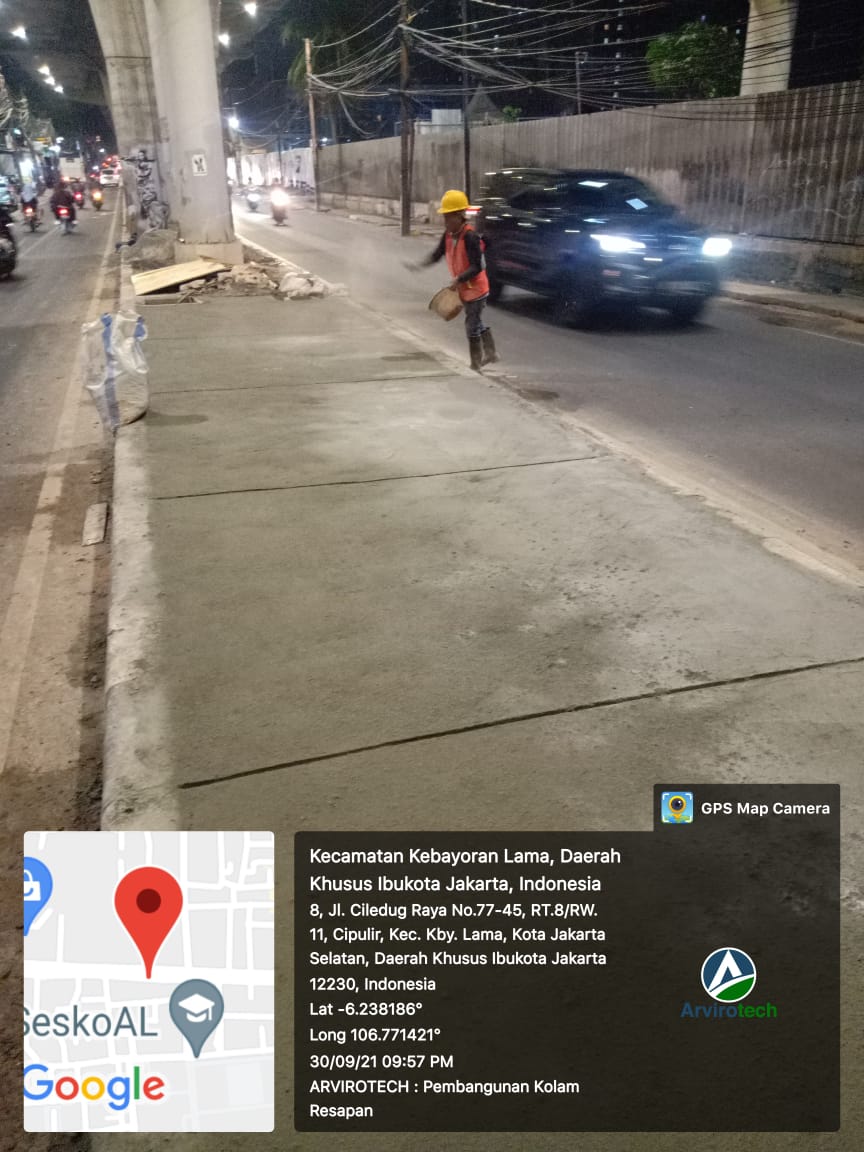 GPS Map Camera
Kecamatan Kebayoran Lama, Daerah
Khusus Ibukota Jakarta, Indonesia
8, Jl. Ciledug Raya No.77-45, RT.8/RW.
11, Cipulir, Kec. Kby. Lama, Kota Jakarta
Selatan, Daerah Khusus Ibukota Jakarta
12230, Indonesia
Lat -6.238186°
Long 106.771421°
30/09/21 09:57 PM
ARVIROTECH : Pembangunan Kolam
Resapan
Arvirotech
SeskoAL
Google